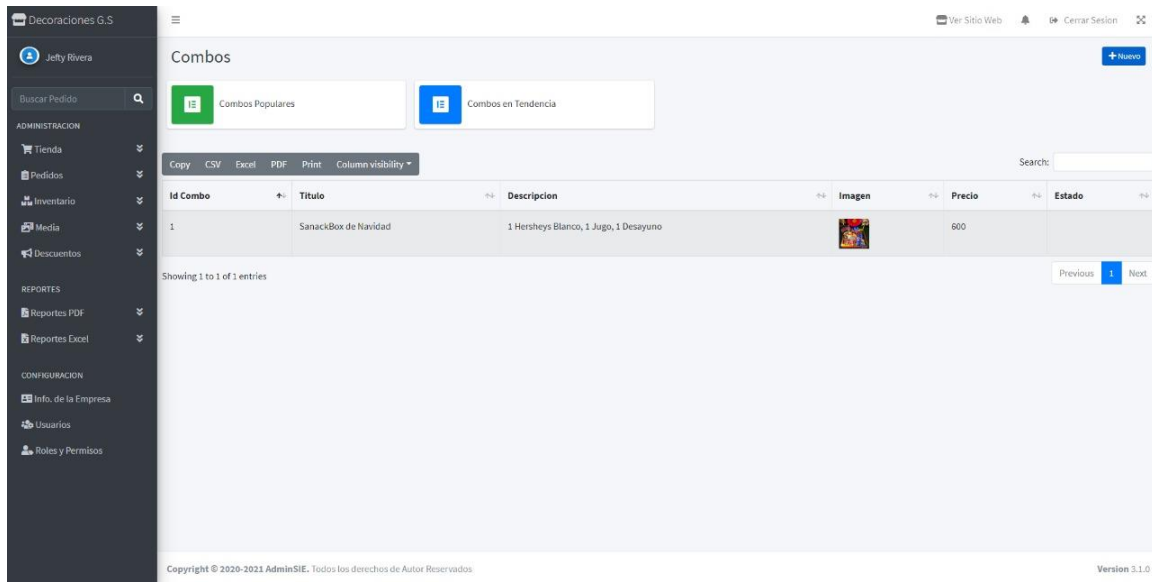 Decoraciones G.S
Ver Sitio Web
Cerrar Sesion
Jefty Rivera
Buscar Pedido
ADMINISTRACION
Tienda
Pedidos
Inventario
Media
Descuentos
REPORTES
Reportes PDF
Reportes Excel
CONFIGURACION
Info. de la Empresa
Usuarios
Roles y Permisos
Combos
Nuevo
Combos Populares
Combos en Tendencia
Copy CSV Excel PDF Print Column visibility
Search:
Id Combo Titulo Descripcion Imagen Precio Estado
1 SanackBox de Navidad 1 Hersheys Blanco, 1 Jugo, 1 Desayuno 600
Showing 1 to 1 of 1 entries
Previous 1 Next
Copyright © 2020-2021 AdminSIE. Todos los derechos de Autor Reservados
Version 3.1.0